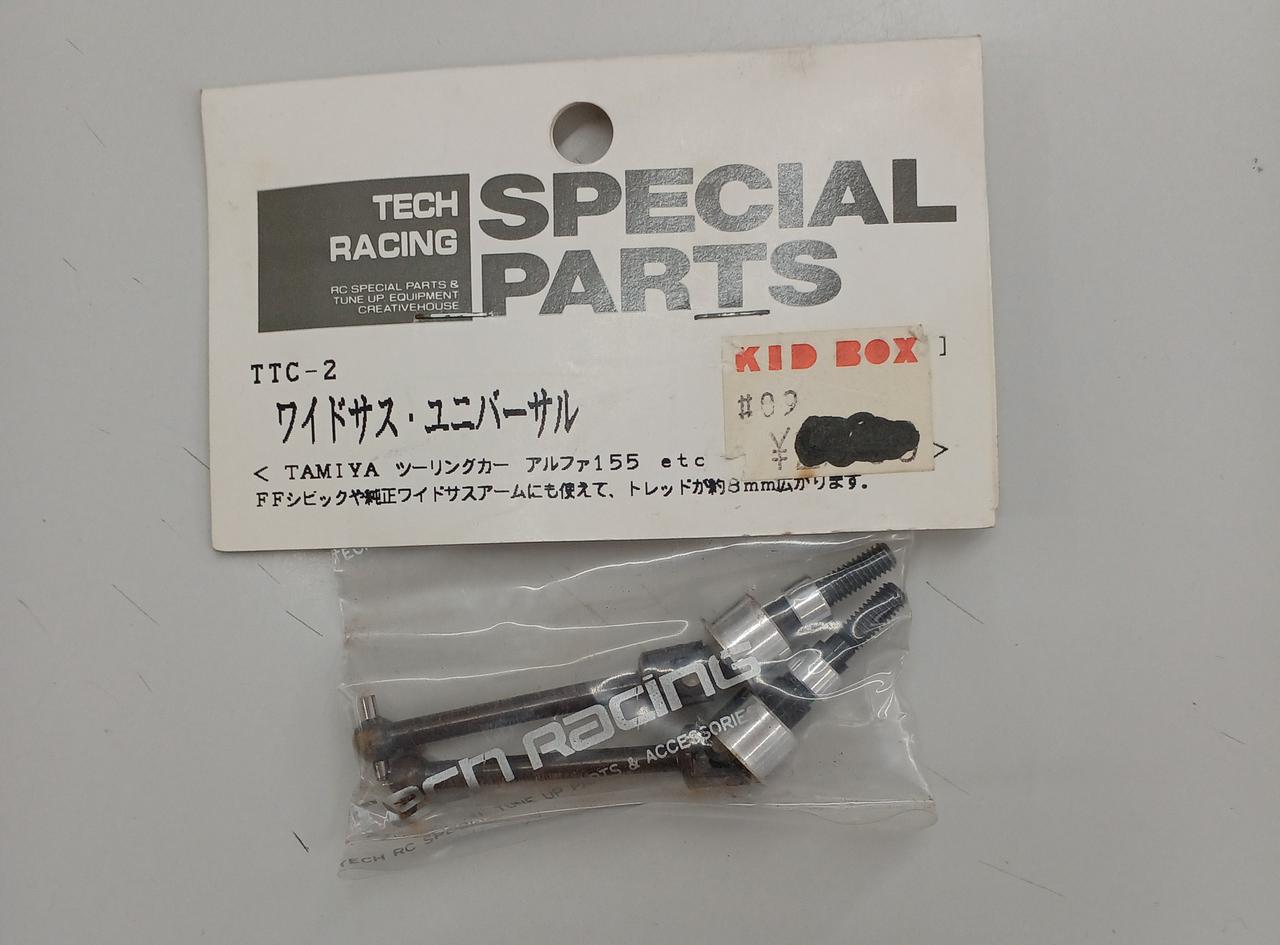 TECH
RACING
RC SPECIAL PARTS &
TUNE UP EQUIPMENT
CREATIVEHOUSE
SPECIAL
PARTS
KID BOX
]
#09
¥
TTC-2
ワイドサス・ユニバーサル
< TAMIYA ツーリングカー アルファ155 etc >
FFシビックや純正ワイドサスアームにも使えて、トレッドが約8mm広がります。
Tech Racing
TECH RC SPECIAL TUNE UP PARTS & ACCESSORIES